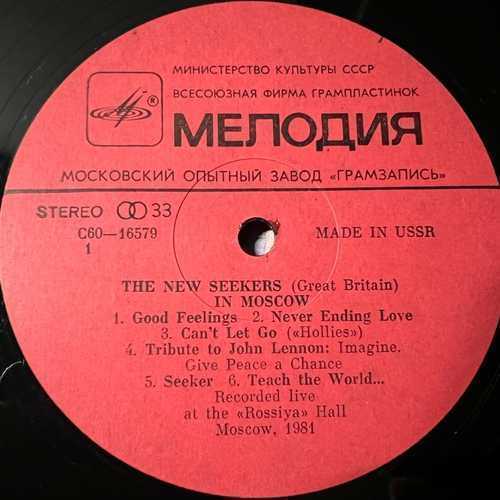 МИНИСТЕРСТВО КУЛЬТУРЫ СССР
ВСЕСОЮЗНАЯ ФИРМА ГРАМПЛАСТИНОК
®
МЕЛОДИЯ
МОСКОВСКИЙ ОПЫТНЫЙ ЗАВОД «ГРАМЗАПИСЬ»
STEREO 33
С60—16579
MADE IN USSR
1
THE NEW SEEKERS (Great Britain)
IN MOSCOW
1. Good Feelings 2. Never Ending Love
3. Can't Let Go («Hollies»)
4. Tribute to John Lennon: Imagine.
Give Peace a Chance
5. Seeker 6. Teach the World...
Recorded live
at the «Rossiya» Hall
Moscow, 1981